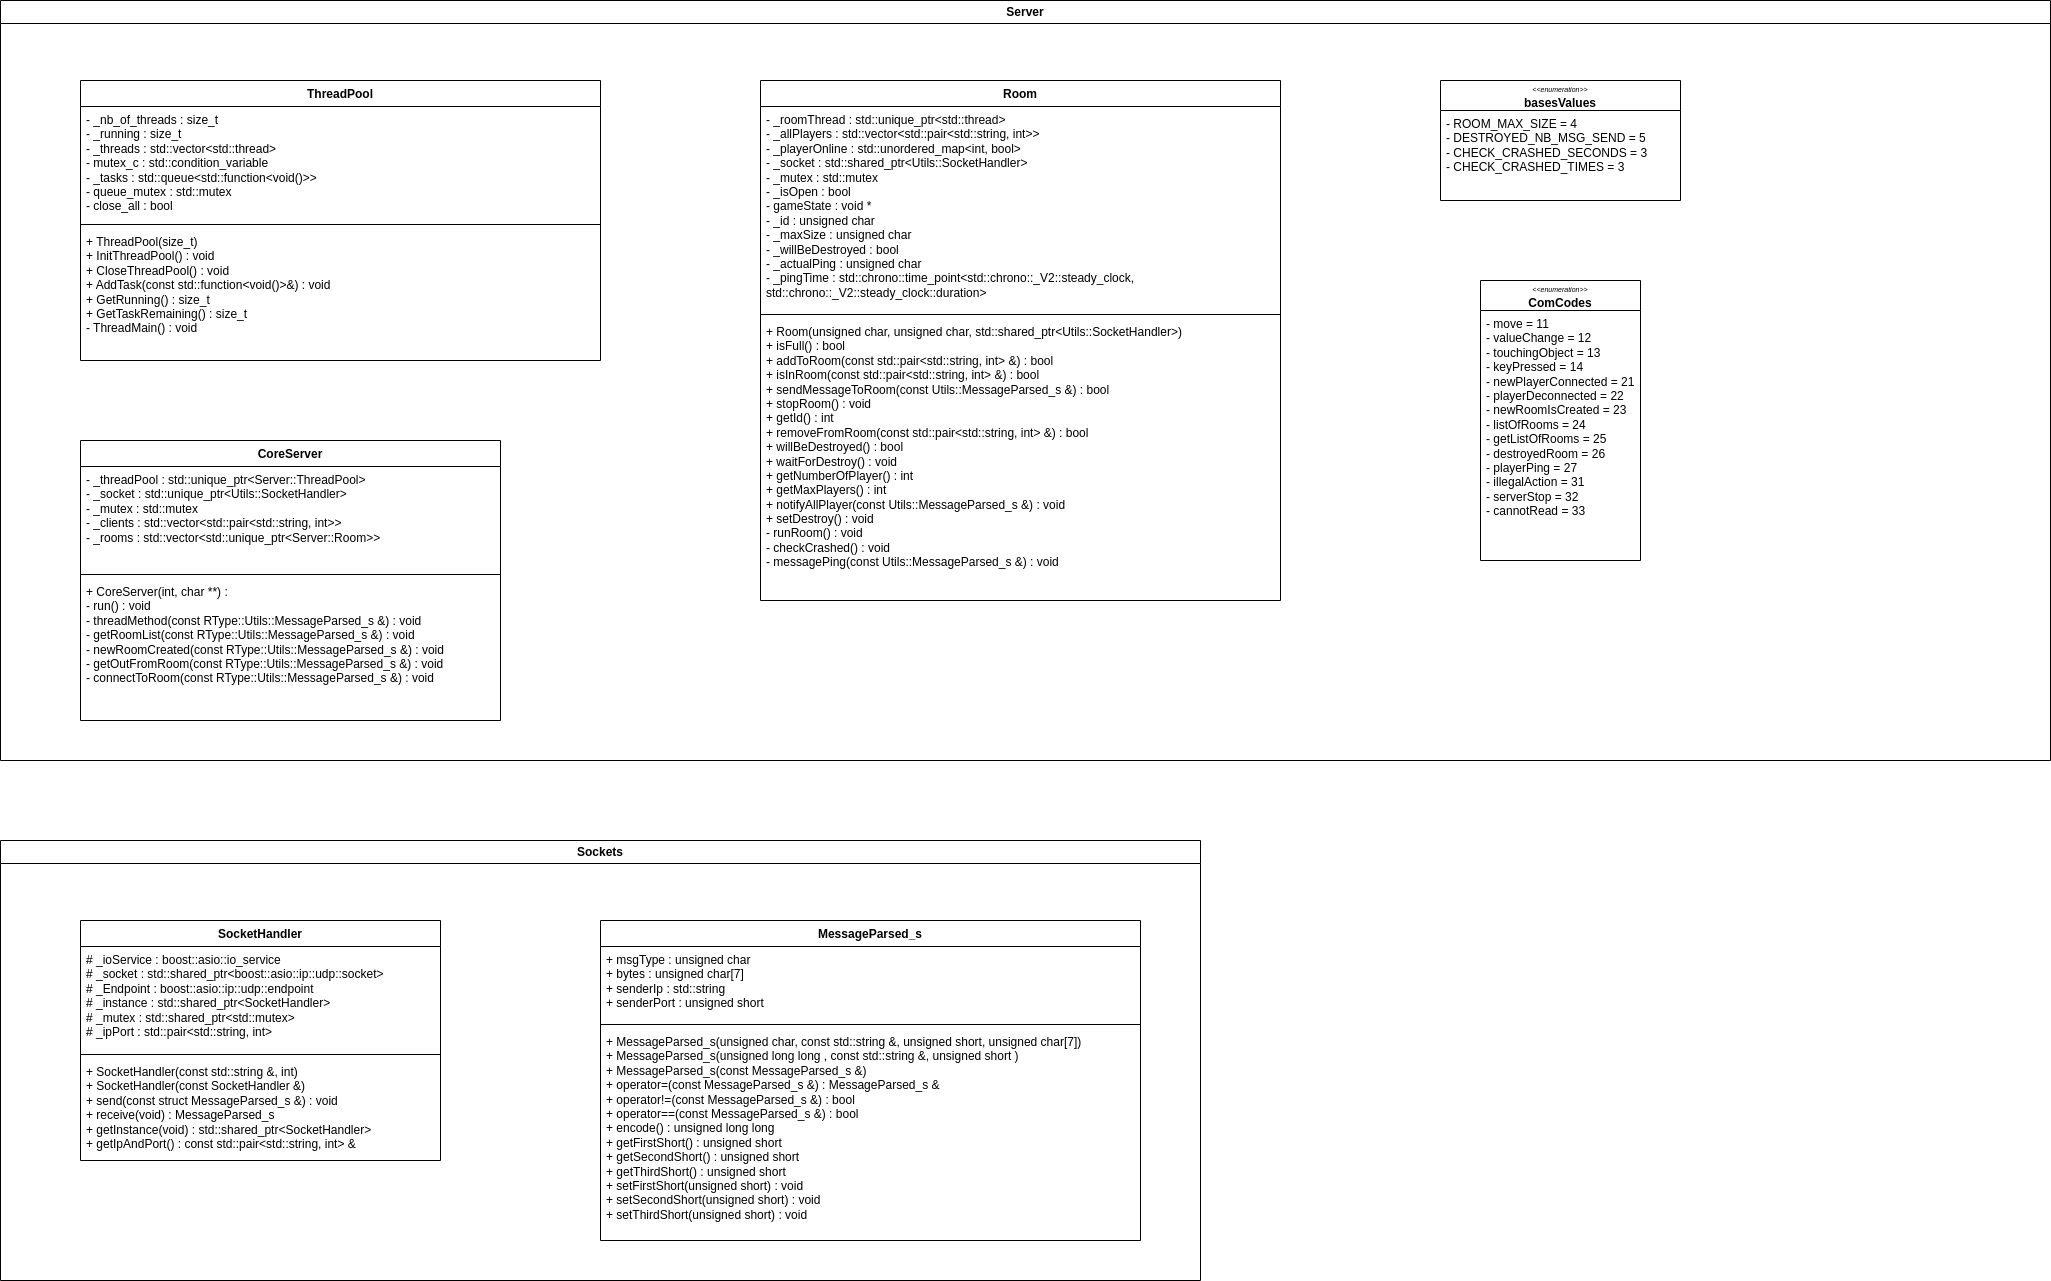 Server
ThreadPool
- _nb_of_threads : size_t
- _running : size_t
- _threads : std::vector<std::thread>
- mutex_c : std::condition_variable
- _tasks : std::queue<std::function<void()>>
- queue_mutex : std::mutex
- close_all : bool
+ ThreadPool(size_t)
+ InitThreadPool() : void
+ CloseThreadPool() : void
+ AddTask(const std::function<void()>&) : void
+ GetRunning() : size_t
+ GetTaskRemaining() : size_t
- ThreadMain() : void
CoreServer
- _threadPool : std::unique_ptr<Server::ThreadPool>
- _socket : std::unique_ptr<Utils::SocketHandler>
- _mutex : std::mutex
- _clients : std::vector<std::pair<std::string, int>>
- _rooms : std::vector<std::unique_ptr<Server::Room>>
+ CoreServer(int, char **) :
- run() : void
- threadMethod(const RType::Utils::MessageParsed_s &) : void
- getRoomList(const RType::Utils::MessageParsed_s &) : void
- newRoomCreated(const RType::Utils::MessageParsed_s &) : void
- getOutFromRoom(const RType::Utils::MessageParsed_s &) : void
- connectToRoom(const RType::Utils::MessageParsed_s &) : void
Room
- _roomThread : std::unique_ptr<std::thread>
- _allPlayers : std::vector<std::pair<std::string, int>>
- _playerOnline : std::unordered_map<int, bool>
- _socket : std::shared_ptr<Utils::SocketHandler>
- _mutex : std::mutex
- _isOpen : bool
- gameState : void *
- _id : unsigned char
- _maxSize : unsigned char
- _willBeDestroyed : bool
- _actualPing : unsigned char
- _pingTime : std::chrono::time_point<std::chrono::_V2::steady_clock,
std::chrono::_V2::steady_clock::duration>
+ Room(unsigned char, unsigned char, std::shared_ptr<Utils::SocketHandler>)
+ isFull() : bool
+ addToRoom(const std::pair<std::string, int> &) : bool
+ isInRoom(const std::pair<std::string, int> &) : bool
+ sendMessageToRoom(const Utils::MessageParsed_s &) : bool
+ stopRoom() : void
+ getId() : int
+ removeFromRoom(const std::pair<std::string, int> &) : bool
+ willBeDestroyed() : bool
+ waitForDestroy() : void
+ getNumberOfPlayer() : int
+ getMaxPlayers() : int
+ notifyAllPlayer(const Utils::MessageParsed_s &) : void
+ setDestroy() : void
- runRoom() : void
- checkCrashed() : void
- messagePing(const Utils::MessageParsed_s &) : void
<<enumeration>>
basesValues
- ROOM_MAX_SIZE = 4
- DESTROYED_NB_MSG_SEND = 5
- CHECK_CRASHED_SECONDS = 3
- CHECK_CRASHED_TIMES = 3
<<enumeration>>
ComCodes
- move = 11
- valueChange = 12
- touchingObject = 13
- keyPressed = 14
- newPlayerConnected = 21
- playerDeconnected = 22
- newRoomIsCreated = 23
- listOfRooms = 24
- getListOfRooms = 25
- destroyedRoom = 26
- playerPing = 27
- illegalAction = 31
- serverStop = 32
- cannotRead = 33
Sockets
SocketHandler
# _ioService : boost::asio::io_service
# _socket : std::shared_ptr<boost::asio::ip::udp::socket>
# _Endpoint : boost::asio::ip::udp::endpoint
# _instance : std::shared_ptr<SocketHandler>
# _mutex : std::shared_ptr<std::mutex>
# _ipPort : std::pair<std::string, int>
+ SocketHandler(const std::string &, int)
+ SocketHandler(const SocketHandler &)
+ send(const struct MessageParsed_s &) : void
+ receive(void) : MessageParsed_s
+ getInstance(void) : std::shared_ptr<SocketHandler>
+ getIpAndPort() : const std::pair<std::string, int> &
MessageParsed_s
+ msgType : unsigned char
+ bytes : unsigned char[7]
+ senderIp : std::string
+ senderPort : unsigned short
+ MessageParsed_s(unsigned char, const std::string &, unsigned short, unsigned char[7])
+ MessageParsed_s(unsigned long long , const std::string &, unsigned short )
+ MessageParsed_s(const MessageParsed_s &)
+ operator=(const MessageParsed_s &) : MessageParsed_s &
+ operator!=(const MessageParsed_s &) : bool
+ operator==(const MessageParsed_s &) : bool
+ encode() : unsigned long long
+ getFirstShort() : unsigned short
+ getSecondShort() : unsigned short
+ getThirdShort() : unsigned short
+ setFirstShort(unsigned short) : void
+ setSecondShort(unsigned short) : void
+ setThirdShort(unsigned short) : void